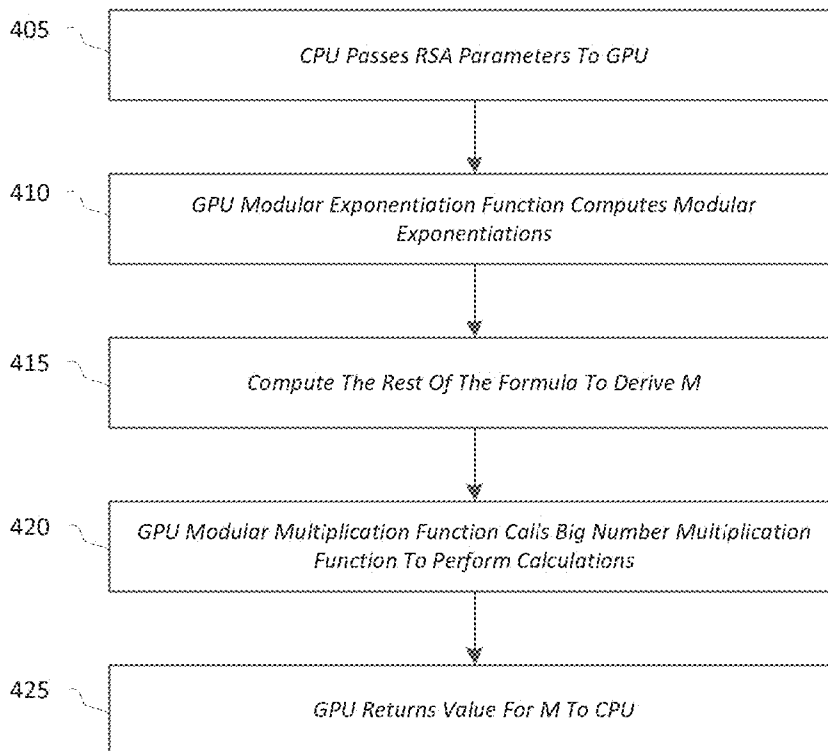 405
CPU Passes RSA Parameters To GPU
410
GPU Modular Exponentiation Function Computes Modular
Exponentiations
415
Compute The Rest Of The Formula To Derive M
420
GPU Modular Multiplication Function Calls Big Number Multiplication
Function To Perform Calculations
425
GPU Returns Value For M To CPU